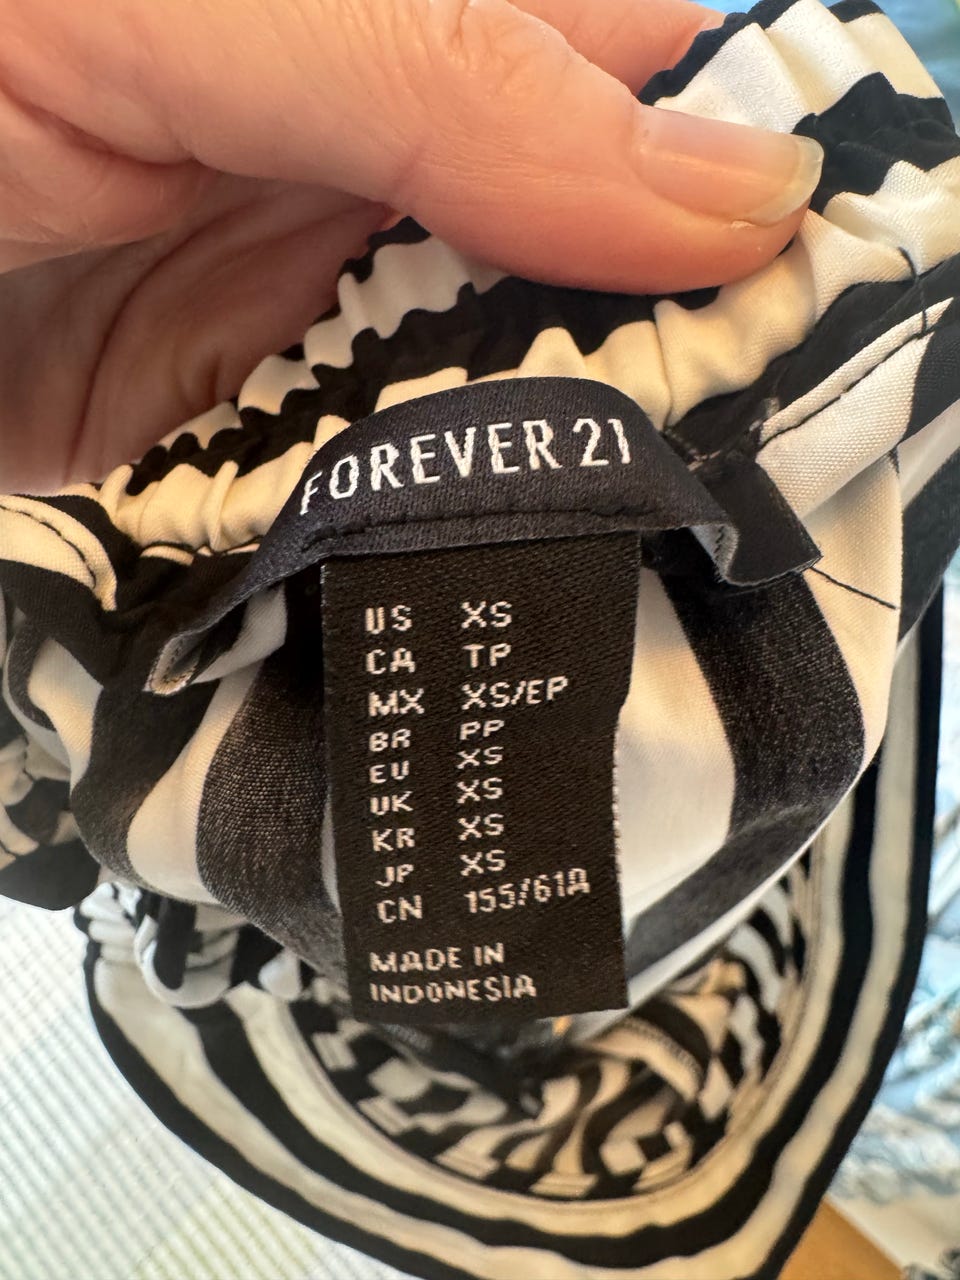 FOREVER 21
US XS
CA TP
MX XS/EP
BR PP
EU XS
UK XS
KR XS
JP XS
CN 155/61A
MADE IN
INDONESIA